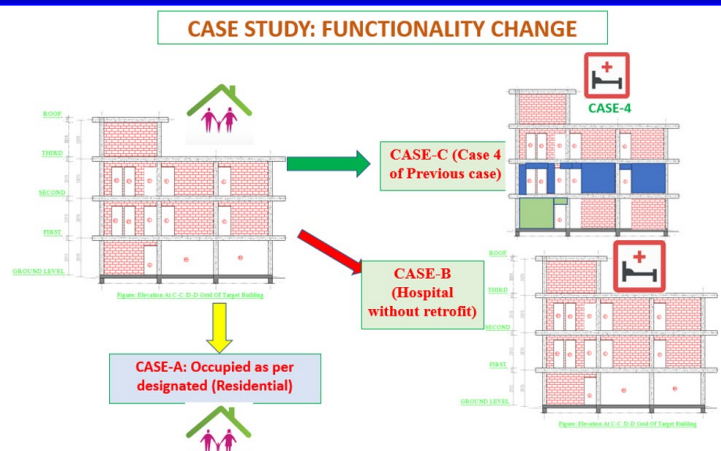 CASE STUDY: FUNCTIONALITY CHANGE
CASE-4
ROOF
THIRD
SECOND
FIRST
GROUND LEVEL
Figure: Elevation At C-C, D-D Grid Of Target Building
CASE-C (Case 4
of Previous case)
CASE-B
(Hospital
without retrofit)
ROOF
THIRD
SECOND
FIRST
GROUND LEVEL
Figure: Elevation At C-C, D-D Grid Of Target Building
CASE-A: Occupied as per
designated (Residential)